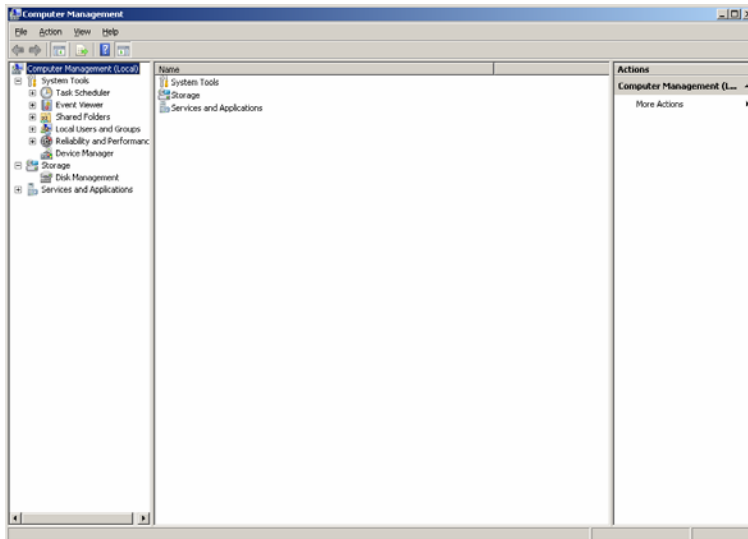 Computer Management
File Action View Help
Computer Management (Local)
System Tools
Task Scheduler
Event Viewer
Shared Folders
Local Users and Groups
Reliability and Performanc
Device Manager
Storage
Disk Management
Services and Applications
Name
System Tools
Storage
Services and Applications
Actions
Computer Management (L...
More Actions